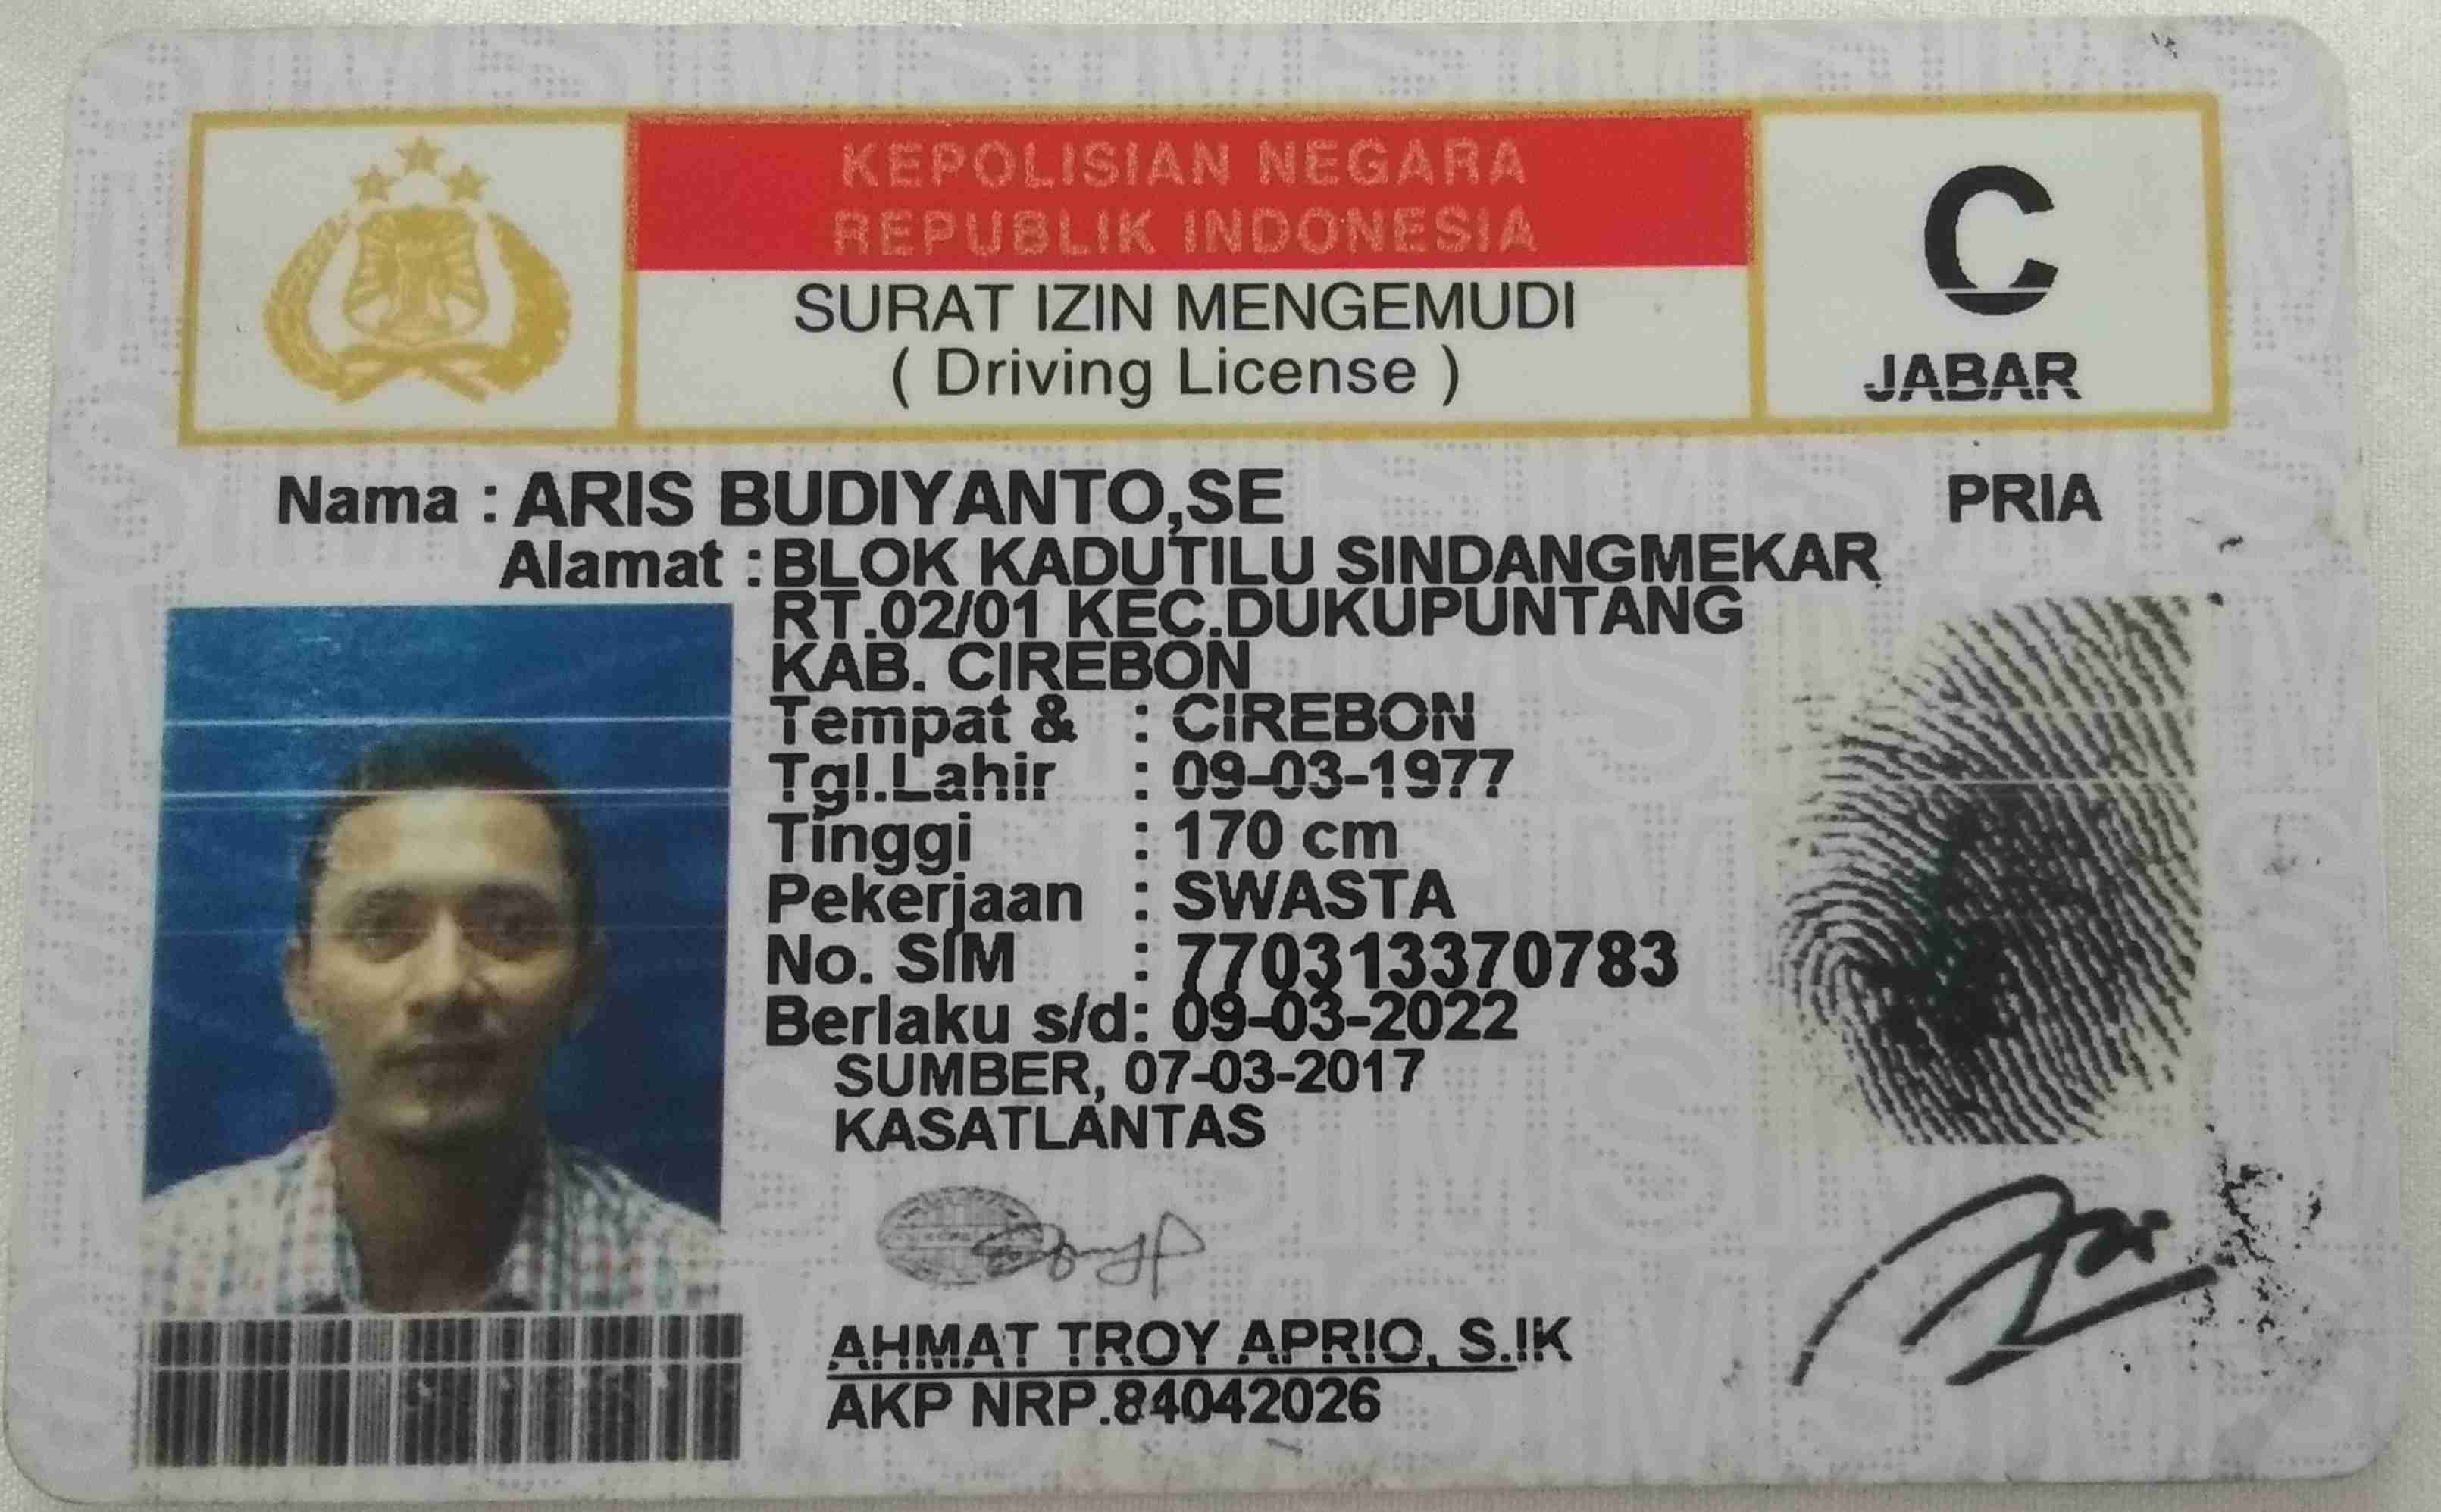 KEPOLISIAN NEGARA
REPUBLIK INDONESIA
SURAT IZIN MENGEMUDI
( Driving License )
C
JABAR
Nama : ARIS BUDIYANTO,SE
PRIA
Alamat : BLOK KADUTILU SINDANGMEKAR
RT.02/01 KEC.DUKUPUNTANG
KAB. CIREBON
Tempat & : CIREBON
Tgl.Lahir : 09-03-1977
Tinggi : 170 cm
Pekerjaan : SWASTA
No. SIM : 770313370783
Berlaku s/d: 09-03-2022
SUMBER, 07-03-2017
KASATLANTAS
AHMAT TROY APRIO, S.IK
AKP NRP.84042026